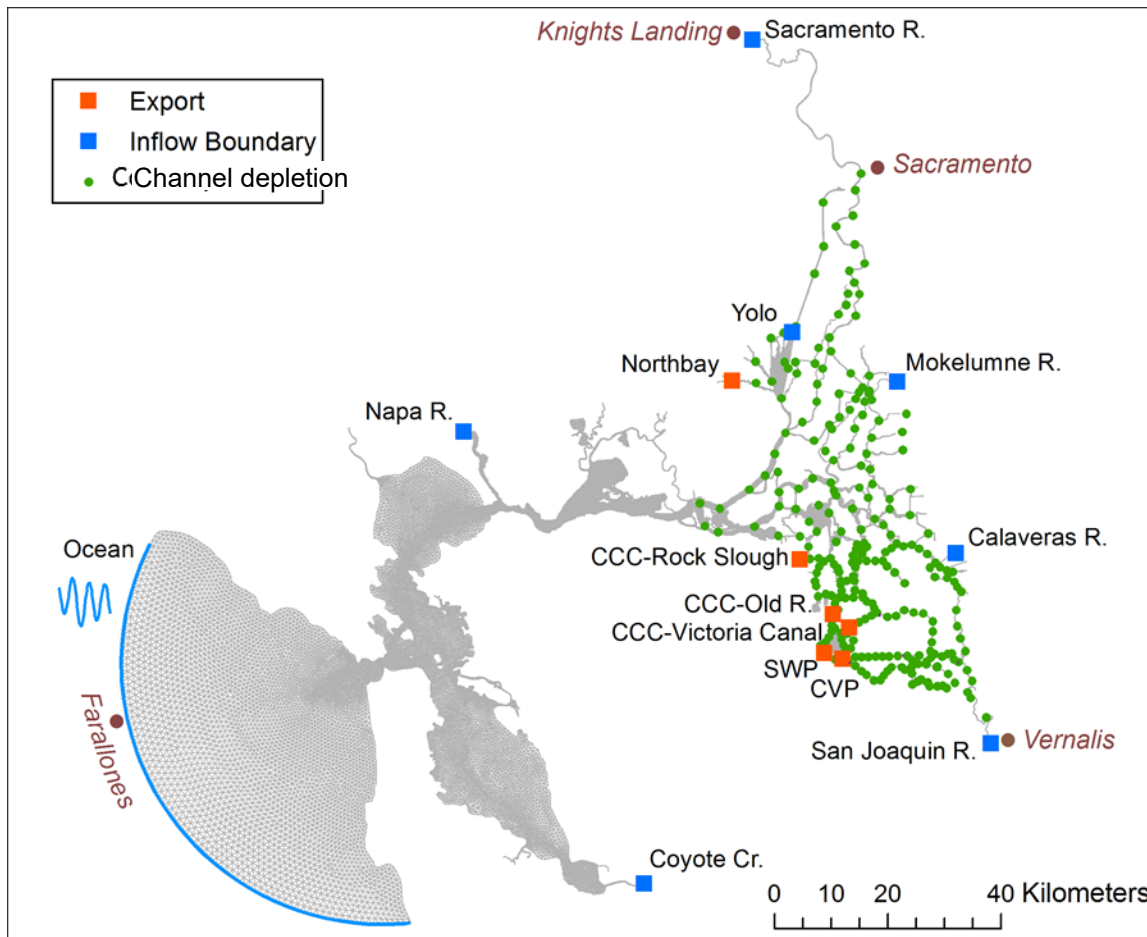 Knights Landing
Sacramento R.
Export
Inflow Boundary
Channel depletion
Sacramento
Yolo
Northbay
Mokelumne R.
Napa R.
Ocean
CCC-Rock Slough
Calaveras R.
CCC-Old R.
CCC-Victoria Canal
SWP
CVP
Farallones
Vernalis
San Joaquin R.
Coyote Cr.
0 10 20 40 Kilometers